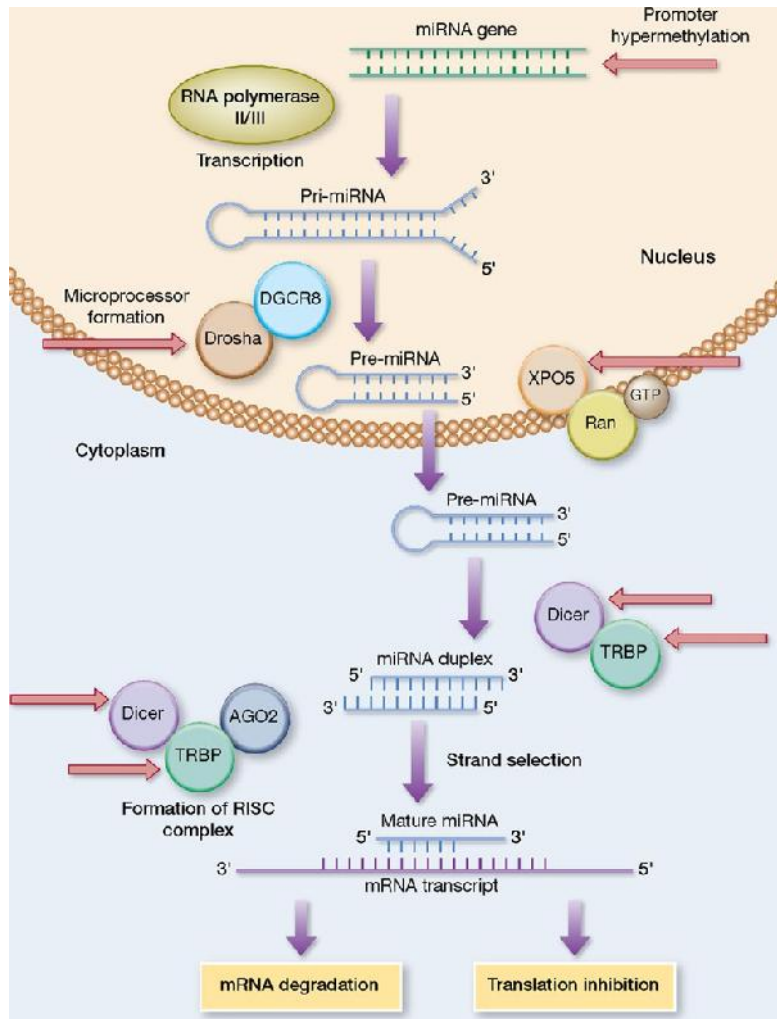 miRNA gene
Promoter
hypermethylation
RNA polymerase
II/III
Transcription
Pri-miRNA
3'
5'
Nucleus
Microprocessor
formation
DGCR8
Drosha
Pre-miRNA
3'
5'
XPO5
GTP
Ran
Cytoplasm
Pre-miRNA
3'
5'
Dicer
TRBP
miRNA duplex
5'
3'
3'
5'
Dicer
AGO2
TRBP
Formation of RISC
complex
Strand selection
Mature miRNA
5'
3'
3'
5'
mRNA transcript
mRNA degradation
Translation inhibition